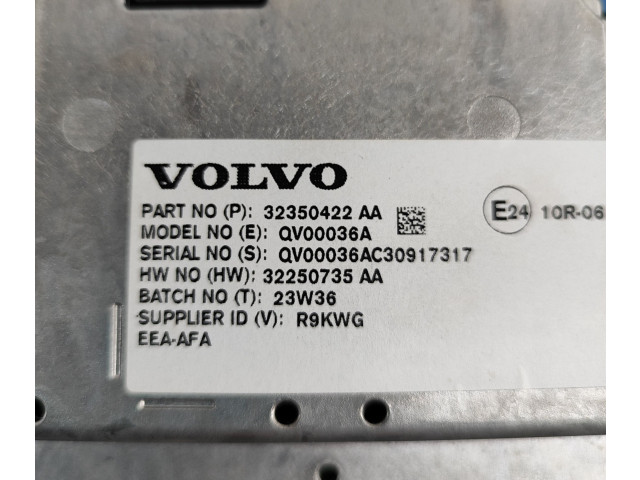 VOLVO
PART NO (P): 32350422 AA
MODEL NO (E): QV00036A
SERIAL NO (S): QV00036AC30917317
HW NO (HW): 32250735 AA
BATCH NO (T): 23W36
SUPPLIER ID (V): R9KWG
EEA-AFA
E24 10R-06